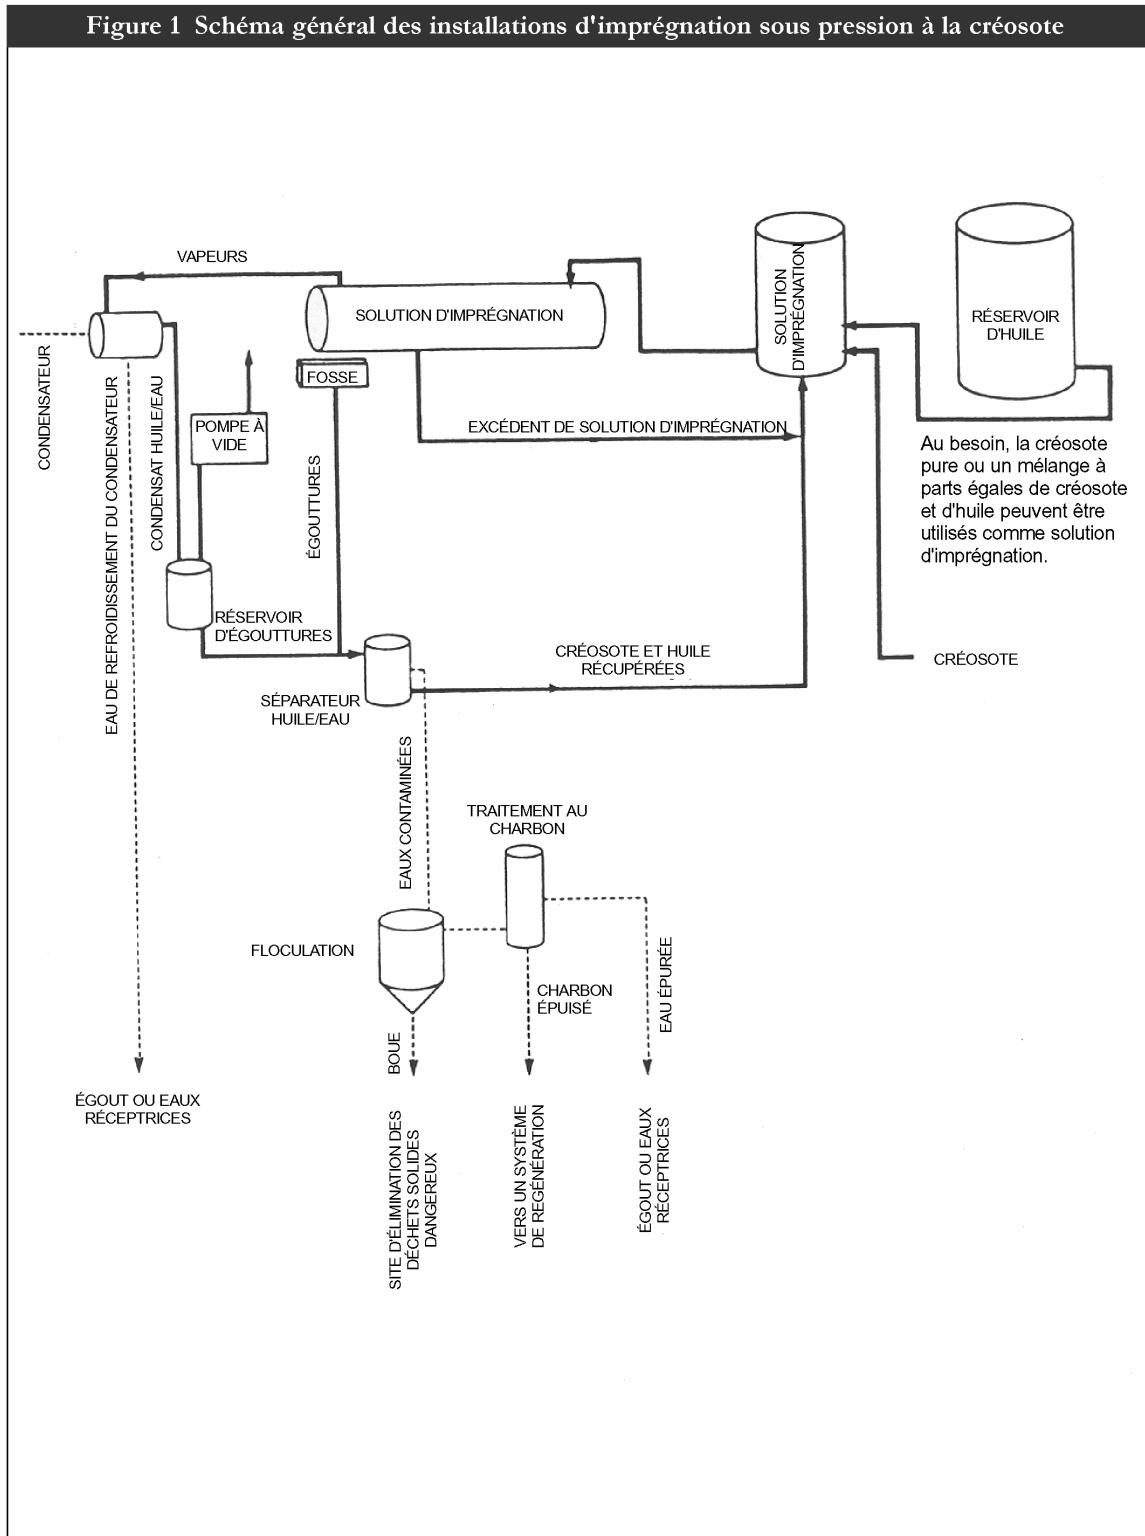 Figure 1 Schéma général des installations d'imprégnation sous pression à la créosote
VAPEURS
SOLUTION D'IMPRÉGNATION
SOLUTION
D'IMPRÉGNATION
RÉSERVOIR
D'HUILE
CONDENSATEUR
FOSSE
POMPE À
VIDE
EXCÉDENT DE SOLUTION D'IMPRÉGNATION
Au besoin, la créosote
pure ou un mélange à
parts égales de créosote
et d'huile peuvent être
utilisés comme solution
d'imprégnation.
EAU DE REFROIDISSEMENT DU CONDENSATEUR
CONDENSAT HUILE/EAU
ÉGOUTTURES
RÉSERVOIR
D'ÉGOUTTURES
CRÉOSOTE ET HUILE
RÉCUPÉRÉES
CRÉOSOTE
SÉPARATEUR
HUILE/EAU
EAUX CONTAMINÉES
TRAITEMENT AU
CHARBON
FLOCULATION
CHARBON
ÉPUISÉ
EAU ÉPURÉE
BOUE
ÉGOUT OU EAUX
RÉCEPTRICES
SITE D'ÉLIMINATION DES
DÉCHETS SOLIDES
DANGEREUX
VERS UN SYSTÈME
DE REGÉNÉRATION
ÉGOUT OU EAUX
RÉCEPTRICES